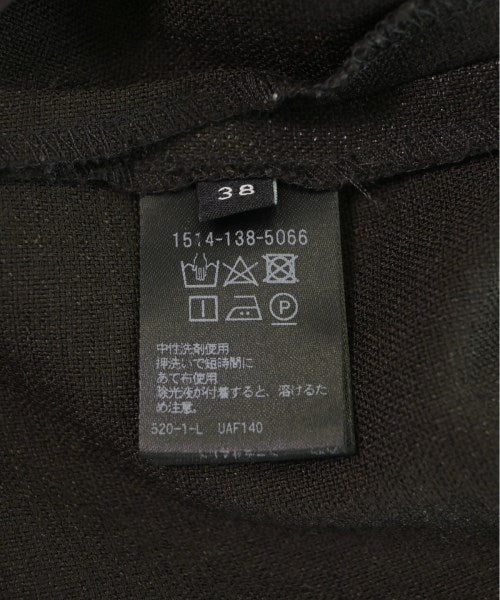 38
1514-138-5066
P
中性洗剤使用
押洗いで短時間に
あて布使用
除光液が付着すると、溶けるた
め注意。
520-1-L UAF140